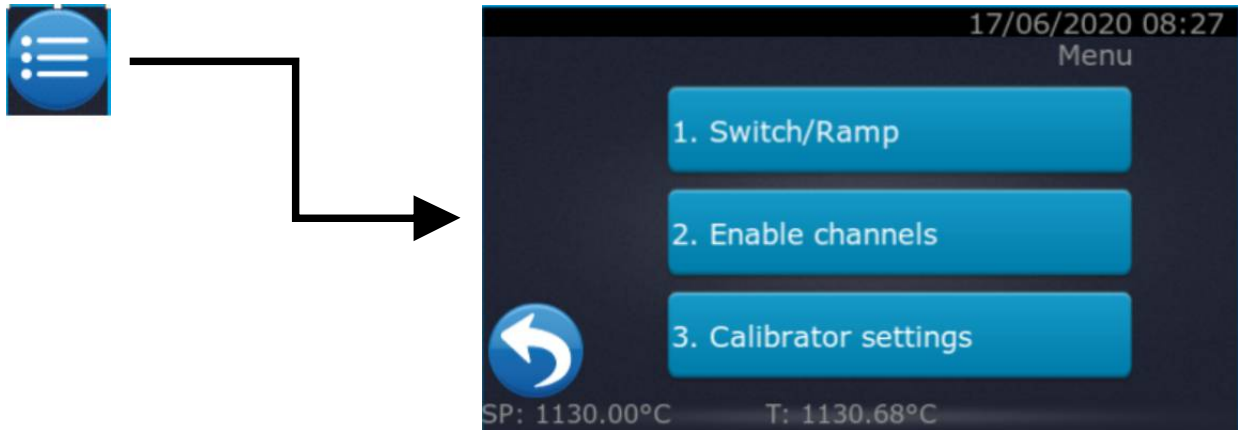 17/06/2020 08:27
Menu
1. Switch/Ramp
2. Enable channels
3. Calibrator settings
SP: 1130.00°C T: 1130.68°C